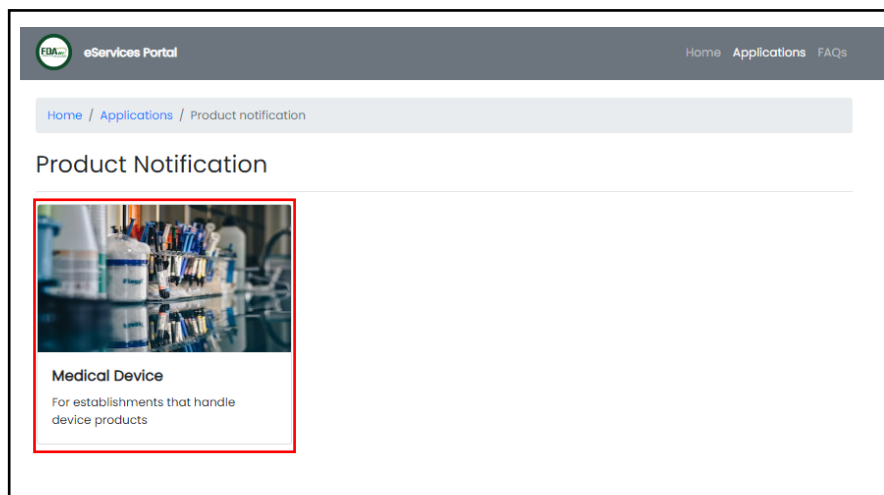 FDA
eServices Portal
Home Applications FAQs
Home / Applications / Product notification
Product Notification
Medical Device
For establishments that handle
device products